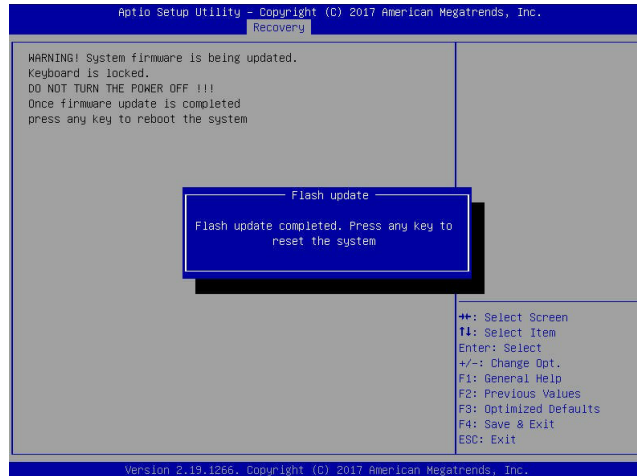 Aptio Setup Utility – Copyright (C) 2017 American Megatrends, Inc.
Recovery
WARNING! System firmware is being updated.
Keyboard is locked.
DO NOT TURN THE POWER OFF !!!
Once firmware update is completed
press any key to reboot the system
Flash update
Flash update completed. Press any key to
reset the system
→←: Select Screen
↑↓: Select Item
Enter: Select
+/-: Change Opt.
F1: General Help
F2: Previous Values
F3: Optimized Defaults
F4: Save & Exit
ESC: Exit
Version 2.19.1266. Copyright (C) 2017 American Megatrends, Inc.